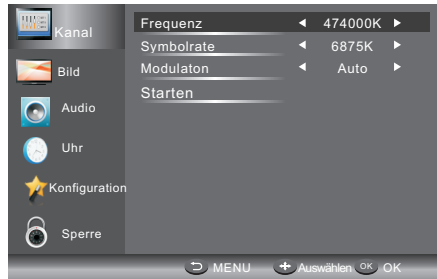 Kanal
Bild
Audio
Uhr
Konfiguration
Sperre
Frequenz 474000K
Symbolrate 6875K
Modulaton Auto
Starten
MENU Auswählen OK OK